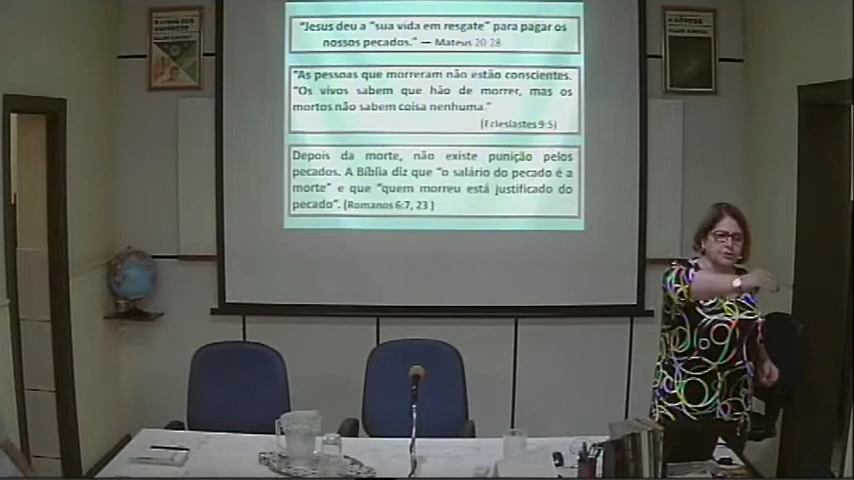 "Jesus deu a "sua vida em resgate" para pagar os
nossos pecados." — Mateus 20:28
"As pessoas que morreram não estão conscientes.
"Os vivos sabem que hão de morrer, mas os
mortos não sabem coisa nenhuma."
(Eclesiastes 9:5)
Depois da morte, não existe punição pelos
pecados. A Bíblia diz que "o salário do pecado é a
morte" e que "quem morreu está justificado do
pecado". (Romanos 6:7, 23 )